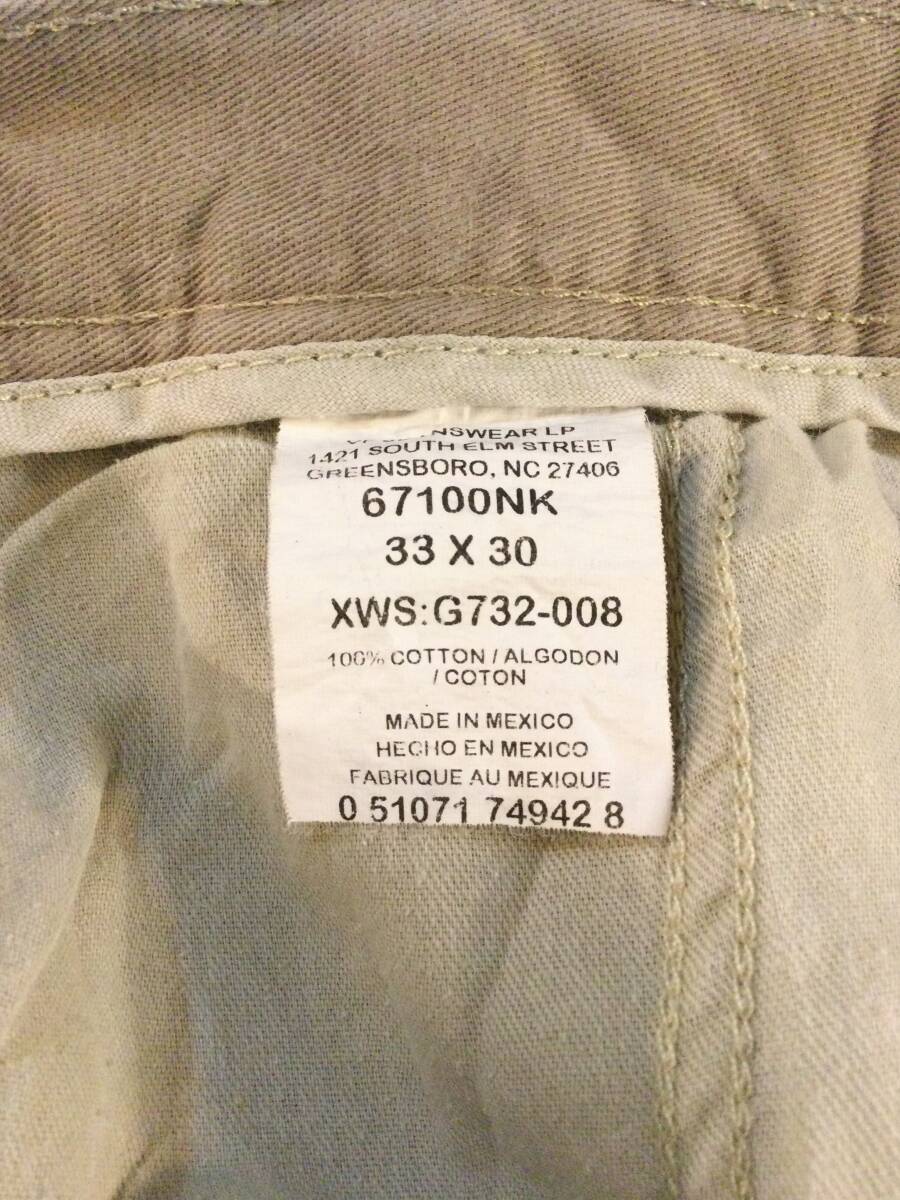 LP
1421 SOUTH ELM STREET
GREENSBORO, NC 27406
67100NK
33 X 30
XWS:G732-008
100% COTTON / ALGODON
/ COTON
MADE IN MEXICO
HECHO EN MEXICO
FABRIQUE AU MEXIQUE
0 51071 74942 8